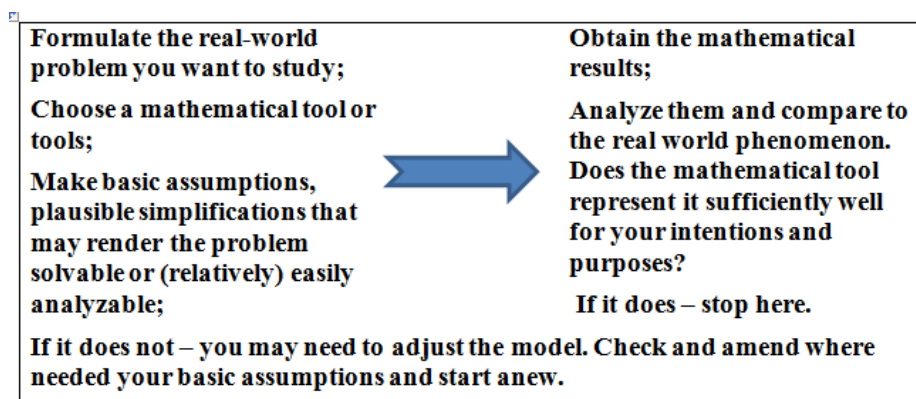 Formulate the real-world
problem you want to study;
Choose a mathematical tool or
tools;
Make basic assumptions,
plausible simplifications that
may render the problem
solvable or (relatively) easily
analyzable;
Obtain the mathematical
results;
Analyze them and compare to
the real world phenomenon.
Does the mathematical tool
represent it sufficiently well
for your intentions and
purposes?
If it does – stop here.
If it does not – you may need to adjust the model. Check and amend where
needed your basic assumptions and start anew.